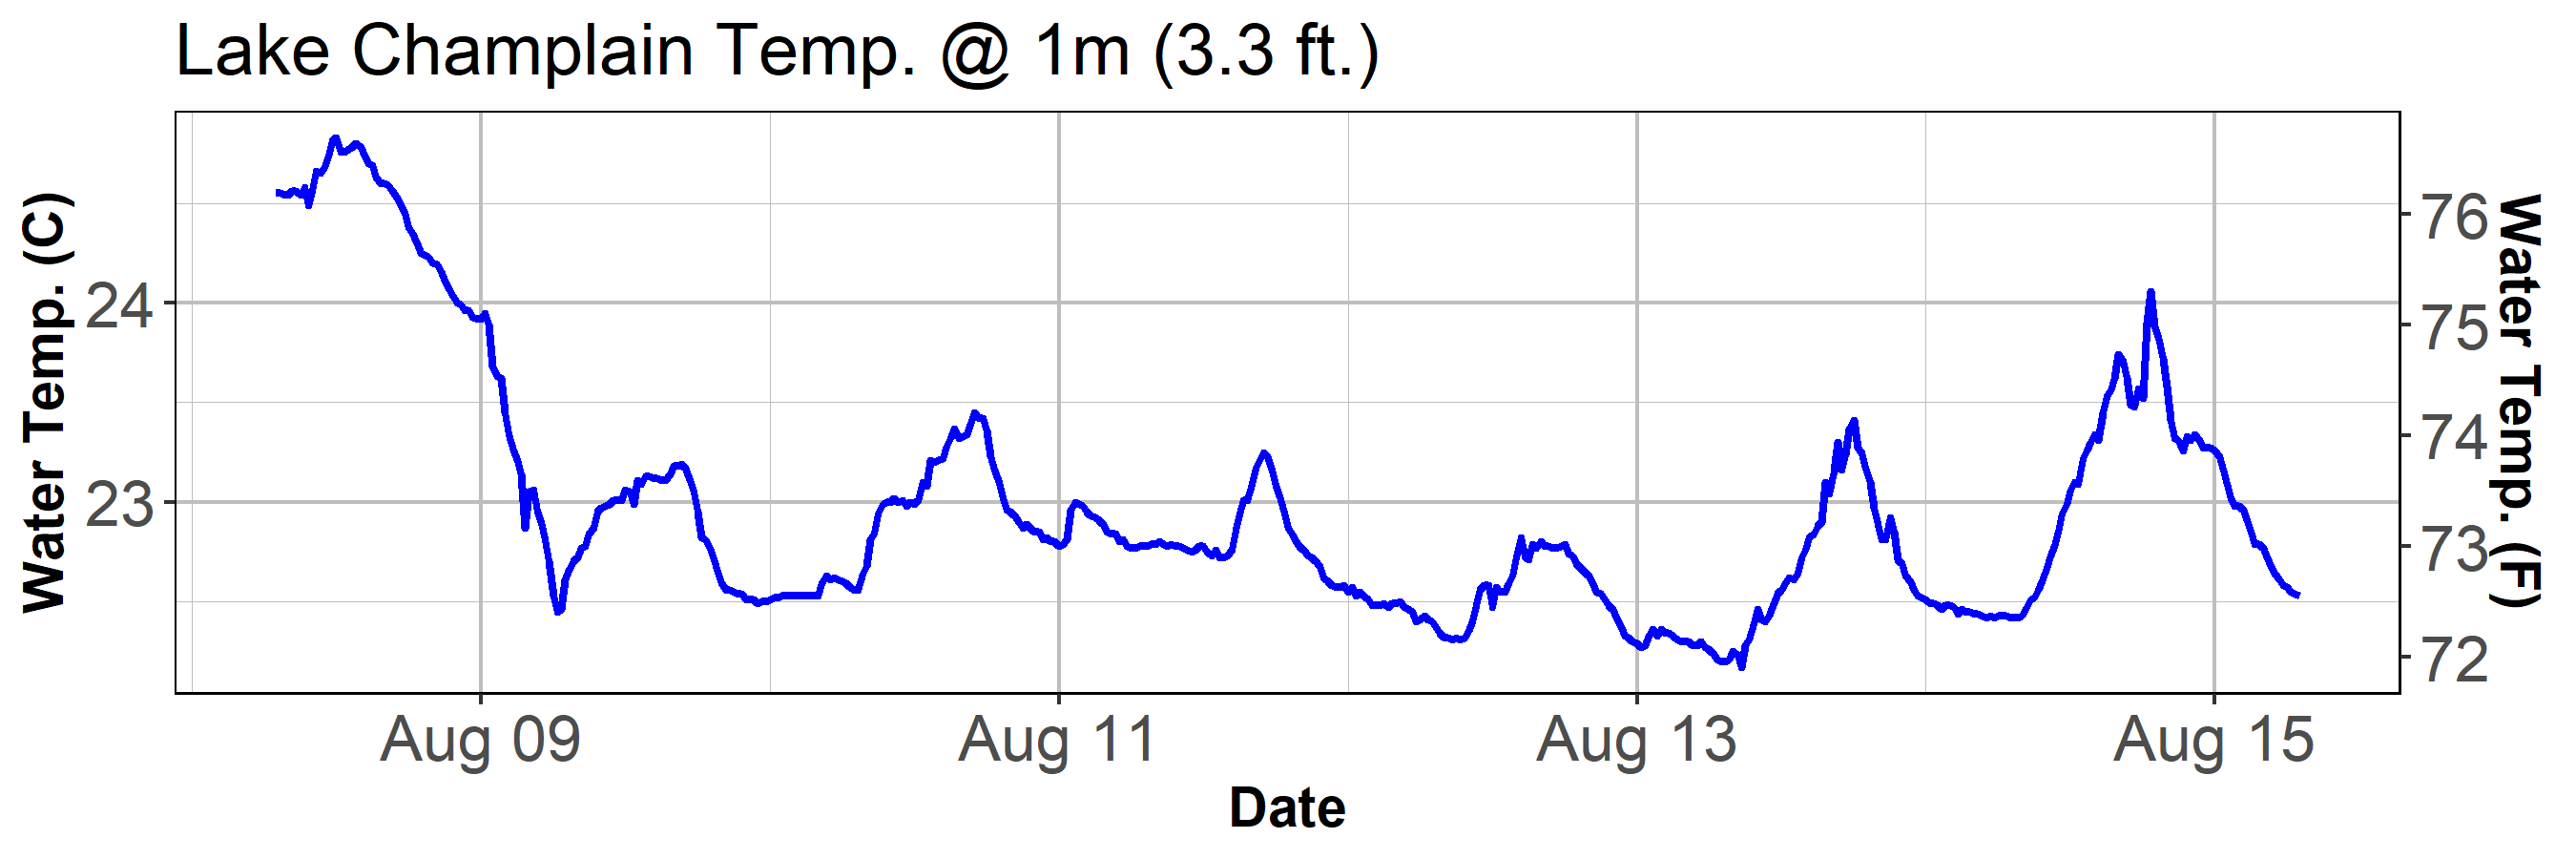 Lake Champlain Temp. @ 1m (3.3 ft.)
Water Temp. (C)
24
23
76
75
74
73
72
Water Temp. (F)
Aug 09
Aug 11
Aug 13
Aug 15
Date